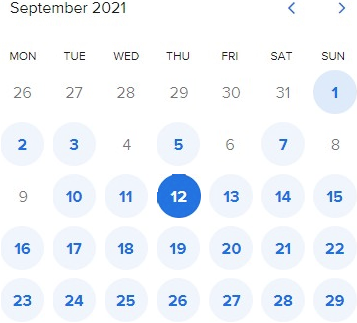 September 2021
MON TUE WED THU FRI SAT SUN
26 27 28 29 30 31 1
2 3 4 5 6 7 8
9 10 11 12 13 14 15
16 17 18 19 20 21 22
23 24 25 26 27 28 29